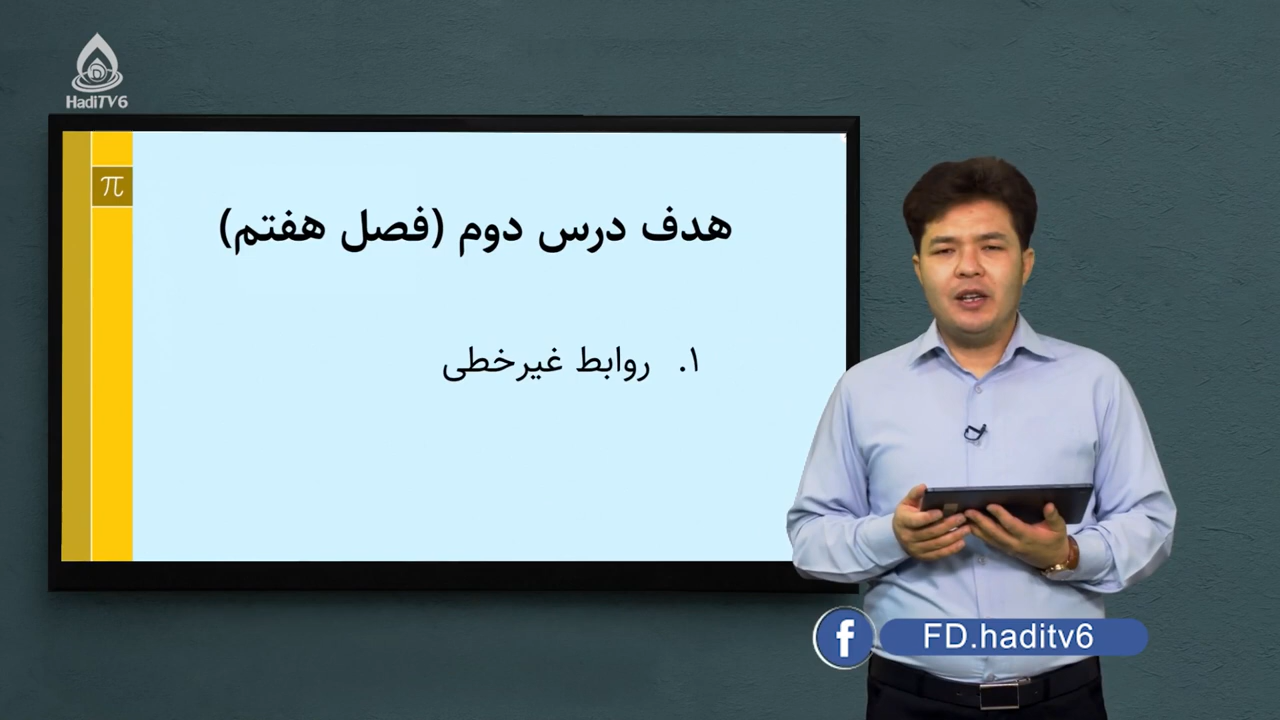 HadiTV6
π
هدف درس دوم (فصل هفتم)
۱. روابط غیرخطی
f FD.haditv6